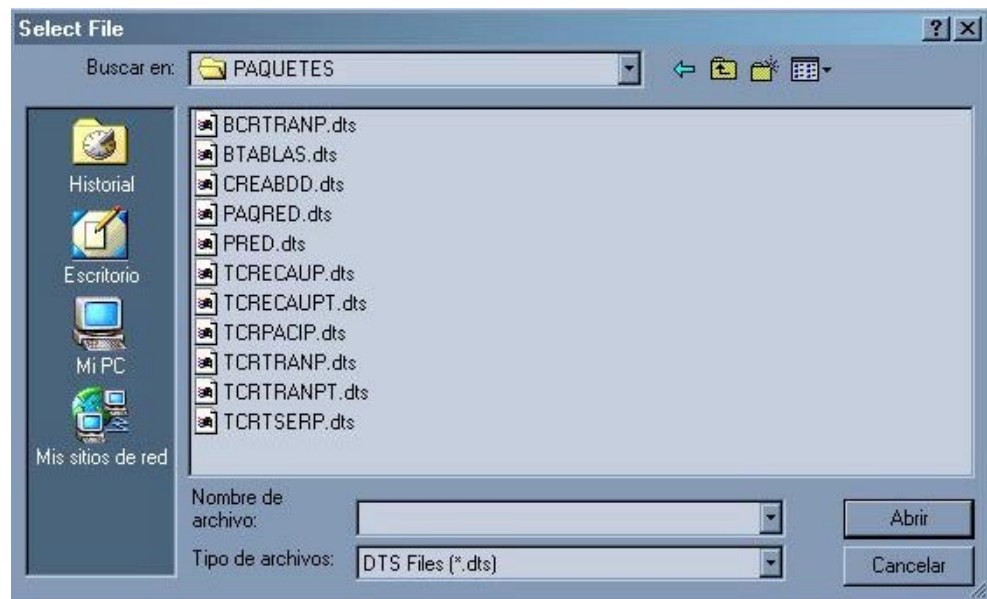 Select File
Buscar en:
PAQUETES
Historial
Escritorio
Mi PC
Mis sitios de red
BCRTRANP.dts
BTABLAS.dts
CREABDD.dts
PAQRED.dts
PRED.dts
TCRECAUP.dts
TCRECAUPT.dts
TCRPACIP.dts
TCRTRANP.dts
TCRTRANPT.dts
TCRTSERP.dts
Nombre de
archivo:
Abrir
Tipo de archivos:
DTS Files (*.dts)
Cancelar